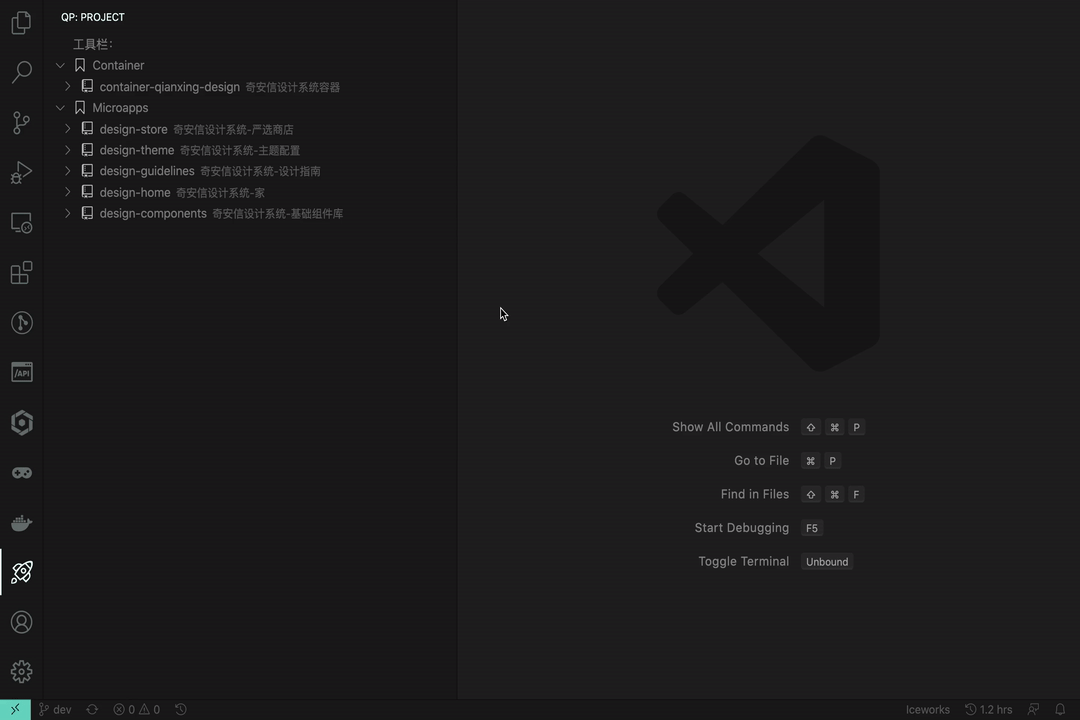 QP: PROJECT
工具栏：
Container
container-qianxing-design 奇安信设计系统容器
Microapps
design-store 奇安信设计系统-严选商店
design-theme 奇安信设计系统-主题配置
design-guidelines 奇安信设计系统-设计指南
design-home 奇安信设计系统-家
design-components 奇安信设计系统-基础组件库
/API
Show All Commands ⇧ ⌘ P
Go to File ⌘ P
Find in Files ⇧ ⌘ F
Start Debugging F5
Toggle Terminal Unbound
dev 0 0 Iceworks 1.2 hrs